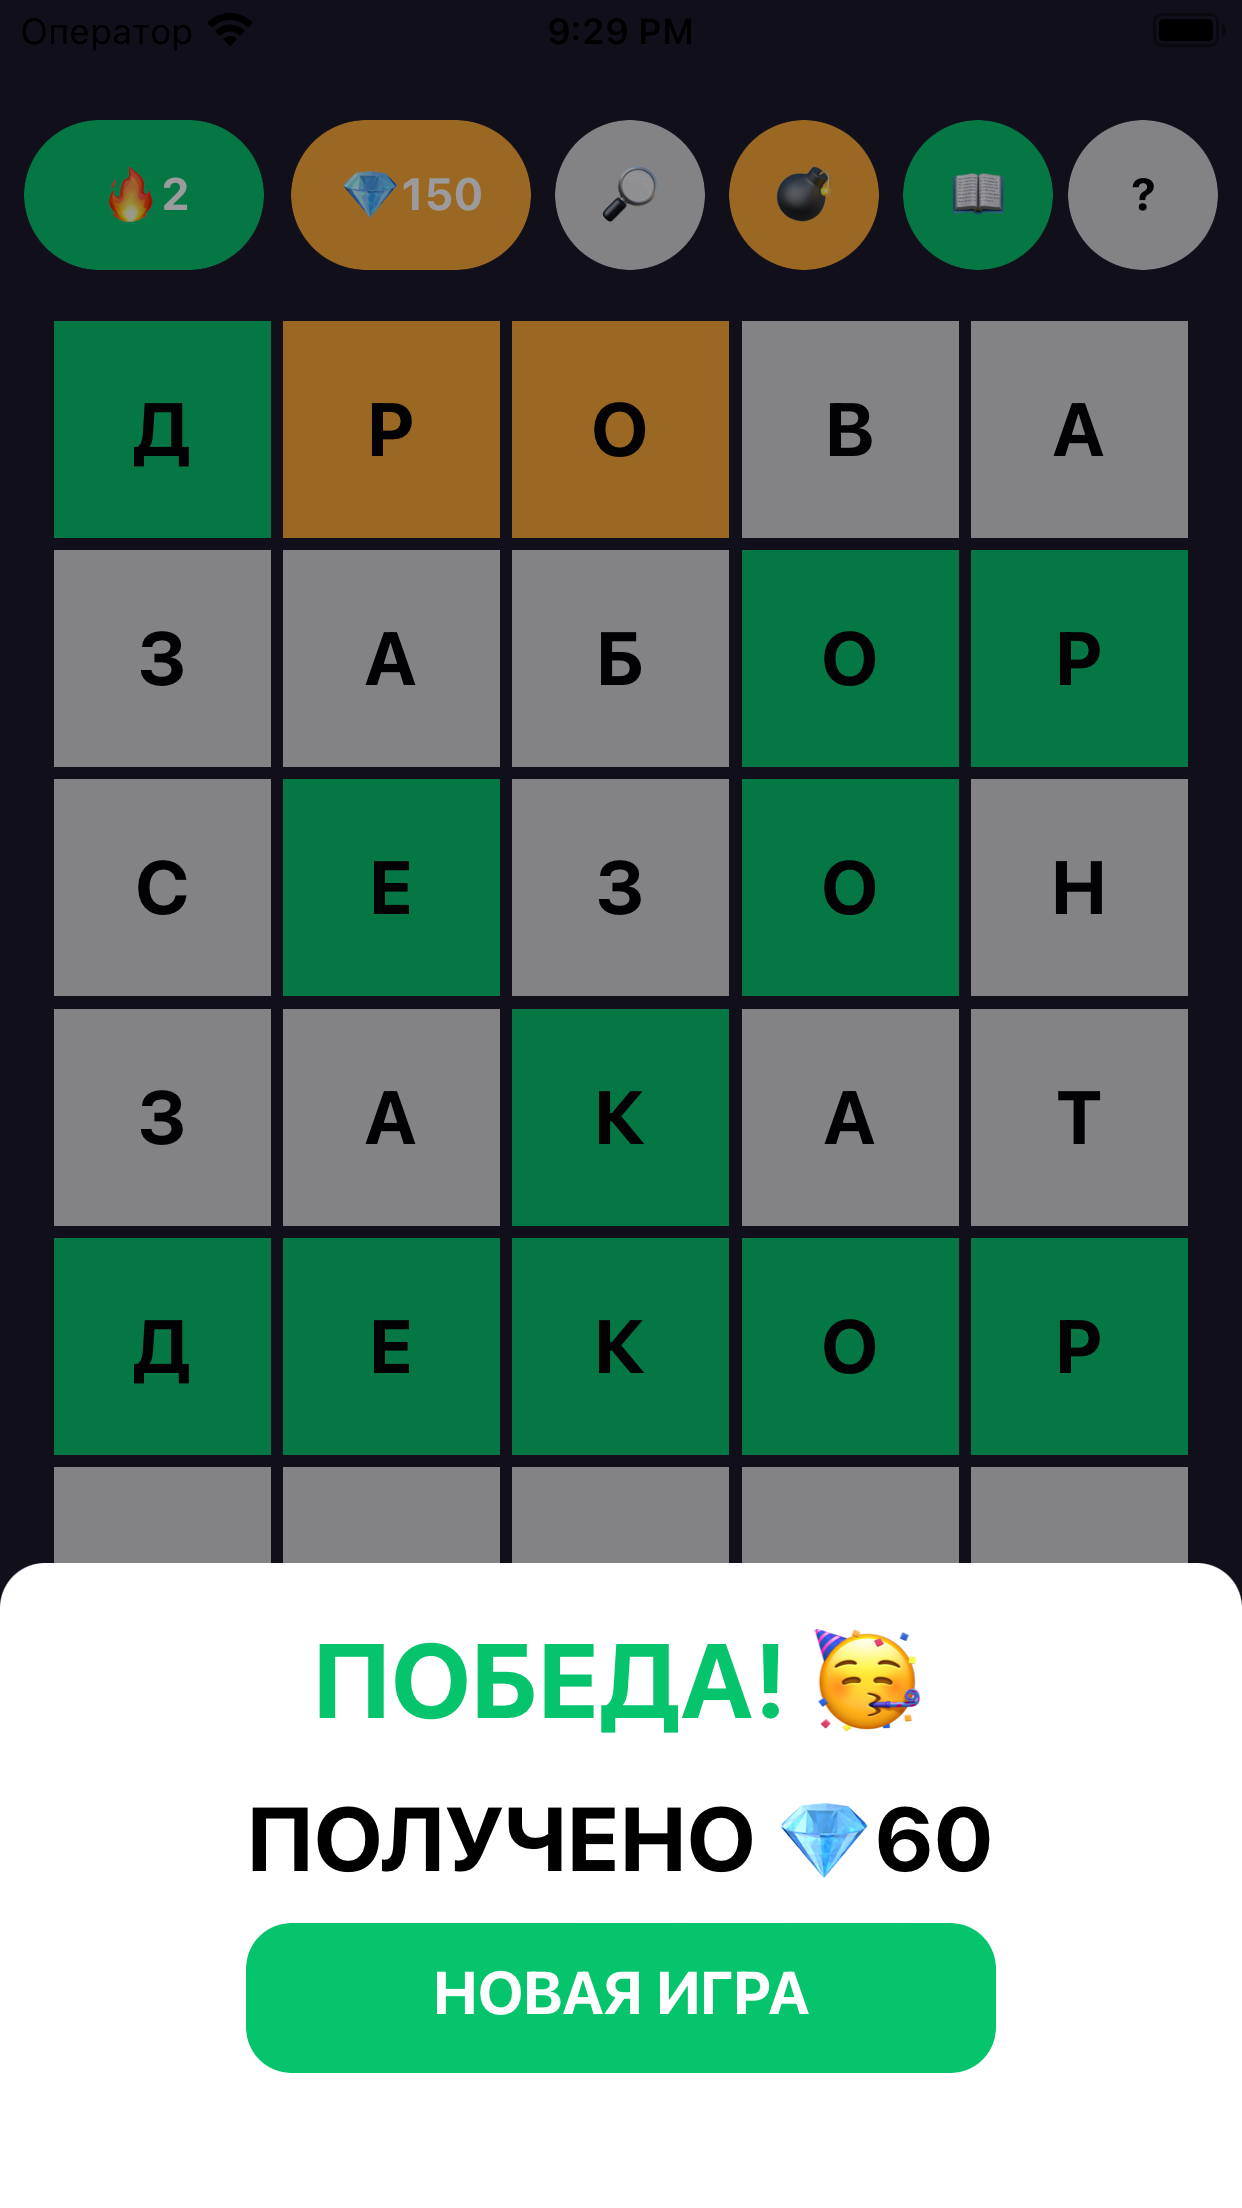 Оператор 9:29 PM
🔥2 💎150 ?
Д Р О В А
З А Б О Р
С Е З О Н
З А К А Т
Д Е К О Р
ПОБЕДА! 🥳
ПОЛУЧЕНО 💎60
НОВАЯ ИГРА